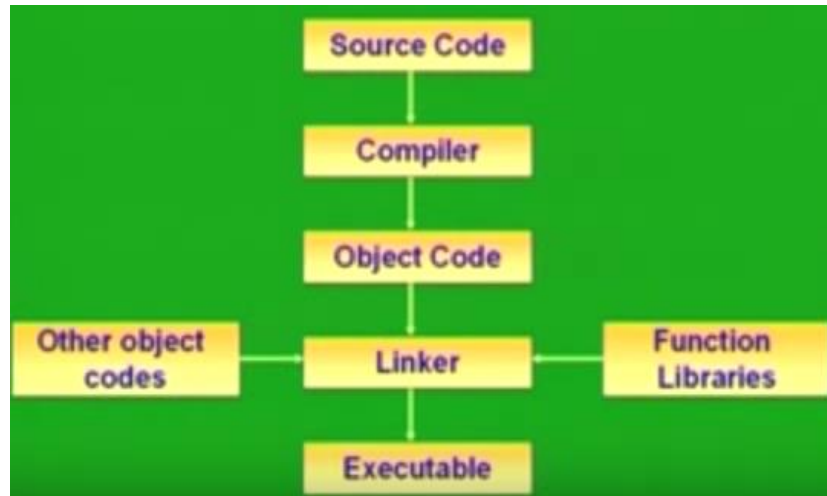 Source Code
Compiler
Object Code
Other object
codes
Linker
Function
Libraries
Executable